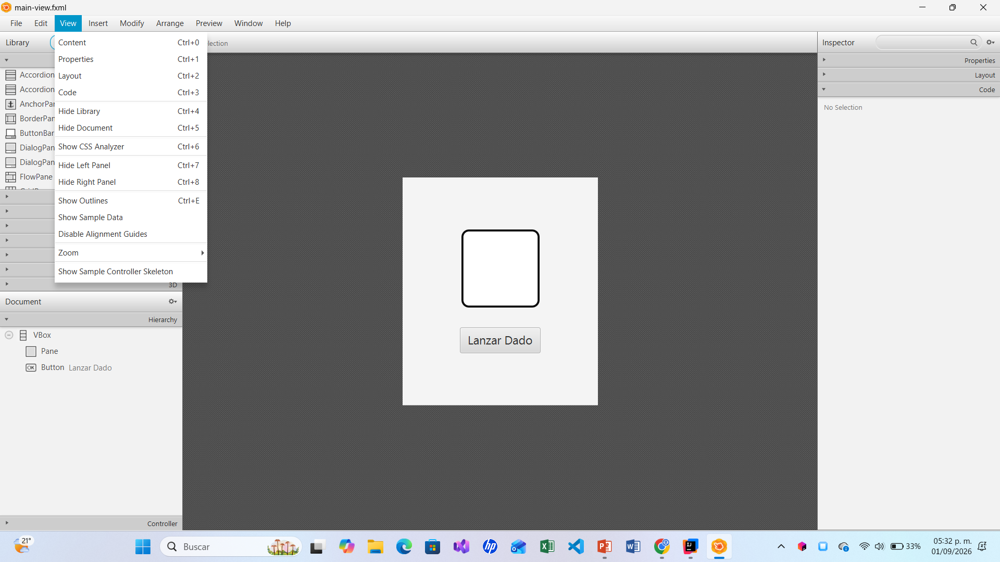 main-view.fxml
File Edit View Insert Modify Arrange Preview Window Help
Library
lection
Inspector
Content Ctrl+0
Properties Ctrl+1
Layout Ctrl+2
Code Ctrl+3
Hide Library Ctrl+4
Hide Document Ctrl+5
Show CSS Analyzer Ctrl+6
Hide Left Panel Ctrl+7
Hide Right Panel Ctrl+8
Show Outlines Ctrl+E
Show Sample Data
Disable Alignment Guides
Zoom
Show Sample Controller Skeleton
Accordion
Accordion
AnchorPan
BorderPan
ButtonBar
DialogPan
DialogPan
FlowPane
3D
Document
Hierarchy
VBox
Pane
Button Lanzar Dado
Controller
Lanzar Dado
Properties
Layout
Code
No Selection
21°
Buscar
33%
05:32 p. m.
01/09/2026